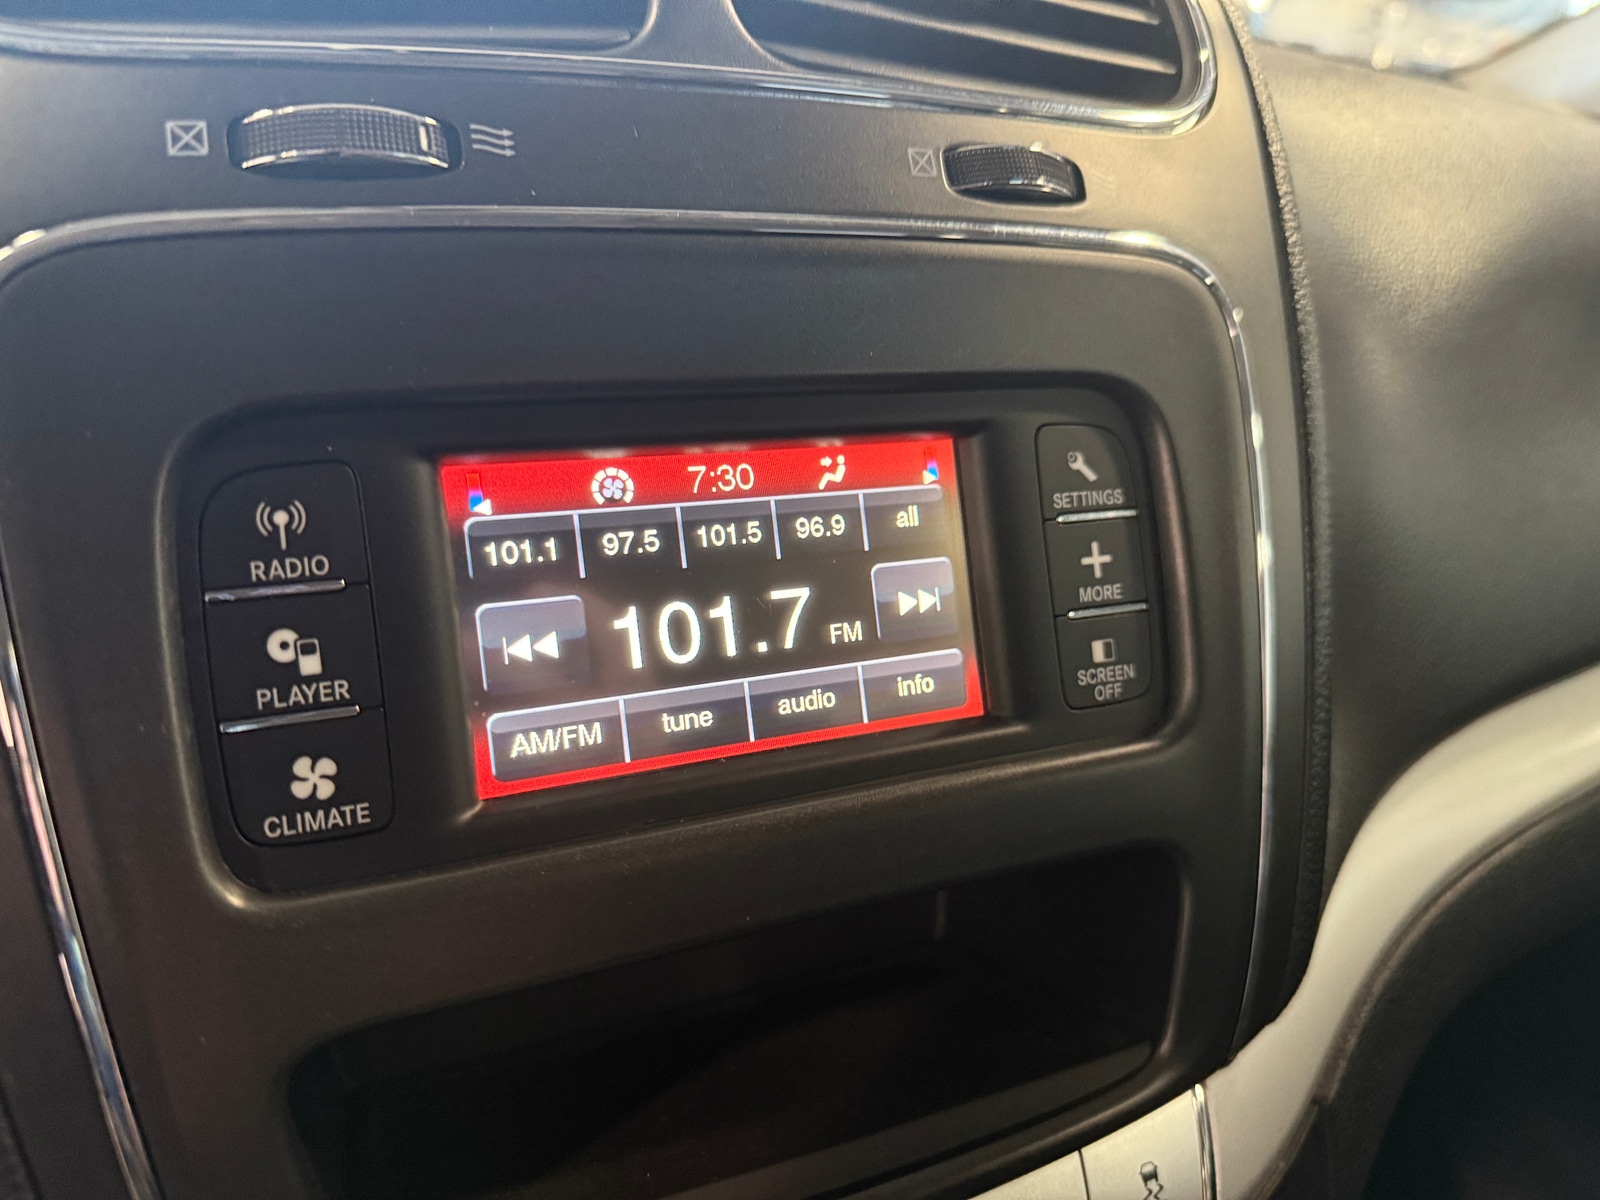 7:30
101.1 97.5 101.5 96.9 all
101.7 FM
AM/FM tune audio info
RADIO
PLAYER
CLIMATE
SETTINGS
MORE
SCREEN
OFF